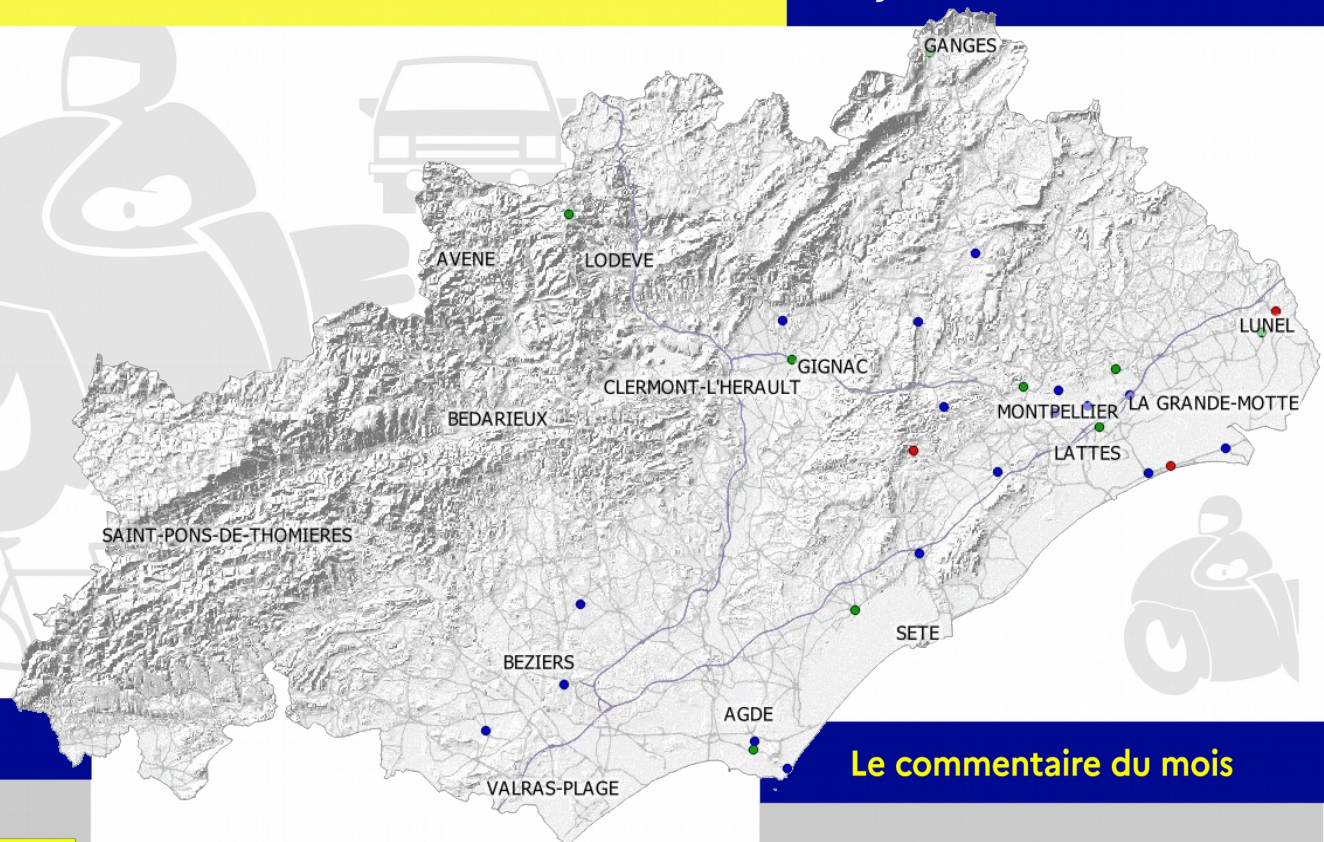 GANGES
AVENE
LODEVE
LUNEL
GIGNAC
CLERMONT-L'HERAULT
LA GRANDE-MOTTE
MONTPELLIER
BEDARIEUX
LATTES
SAINT-PONS-DE-THOMIERES
SETE
BEZIERS
AGDE
Le commentaire du mois
VALRAS-PLAGE